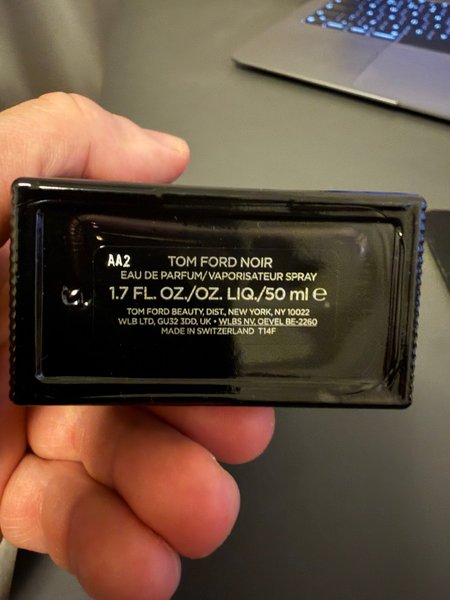 AA2
TOM FORD NOIR
EAU DE PARFUM/VAPORISATEUR SPRAY
1.7 FL. OZ./OZ. LIQ./50 ml ℮
TOM FORD BEAUTY, DIST., NEW YORK, NY 10022
WLB LTD, GU32 3DD, UK • WLBS NV, OEVEL BE-2260
MADE IN SWITZERLAND T14F